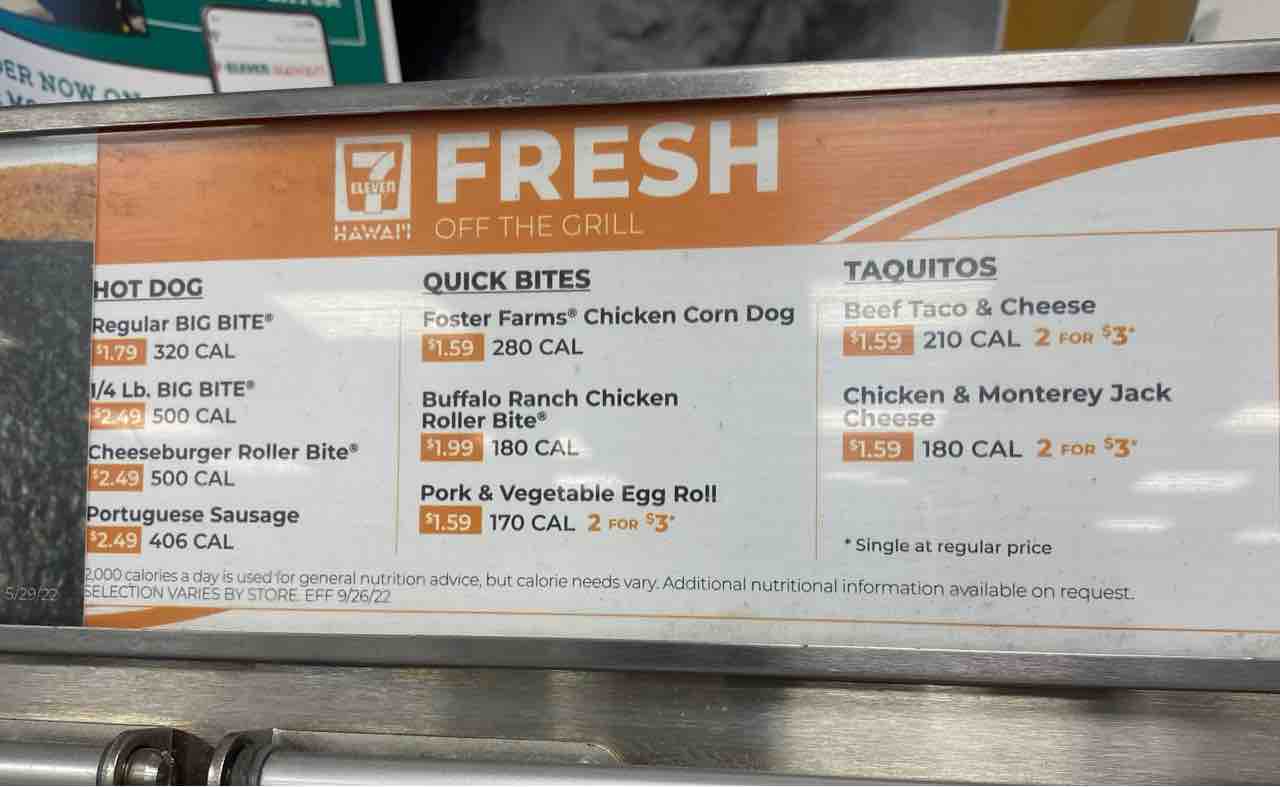 ER NOW ON
7-ELEVEN HAWAII
7
ELEVEN
HAWAI'I
FRESH
OFF THE GRILL
HOT DOG
Regular BIG BITE®
$1.79 320 CAL
1/4 Lb. BIG BITE®
$2.49 500 CAL
Cheeseburger Roller Bite®
$2.49 500 CAL
Portuguese Sausage
$2.49 406 CAL
QUICK BITES
Foster Farms® Chicken Corn Dog
$1.59 280 CAL
Buffalo Ranch Chicken
Roller Bite®
$1.99 180 CAL
Pork & Vegetable Egg Roll
$1.59 170 CAL 2 FOR $3*
TAQUITOS
Beef Taco & Cheese
$1.59 210 CAL 2 FOR $3*
Chicken & Monterey Jack
Cheese
$1.59 180 CAL 2 FOR $3*
* Single at regular price
2,000 calories a day is used for general nutrition advice, but calorie needs vary. Additional nutritional information available on request.
SELECTION VARIES BY STORE. EFF 9/26/22
5/29/22